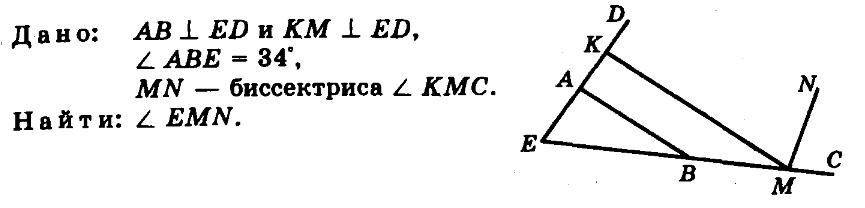 Дано: AB ⊥ ED и KM ⊥ ED,
∠ ABE = 34°,
MN — биссектриса ∠ KMC.
Найти: ∠ EMN.
D
K
A
N
E
B
M
C